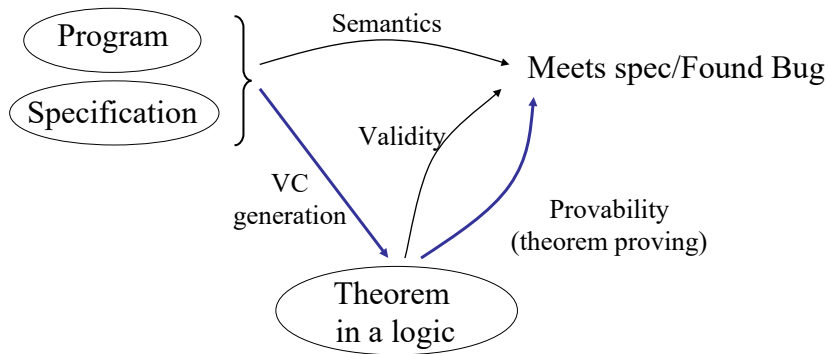 Program
Specification
Semantics
Meets spec/Found Bug
Validity
VC
generation
Provability
(theorem proving)
Theorem
in a logic